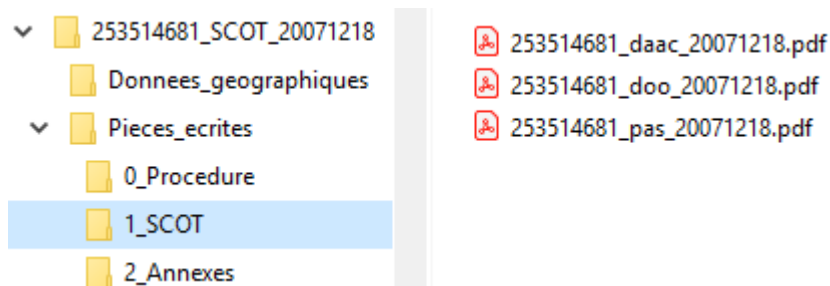 253514681_SCOT_20071218
Donnees_geographiques
Pieces_ecrites
0_Procedure
1_SCOT
2_Annexes
253514681_daac_20071218.pdf
253514681_doo_20071218.pdf
253514681_pas_20071218.pdf